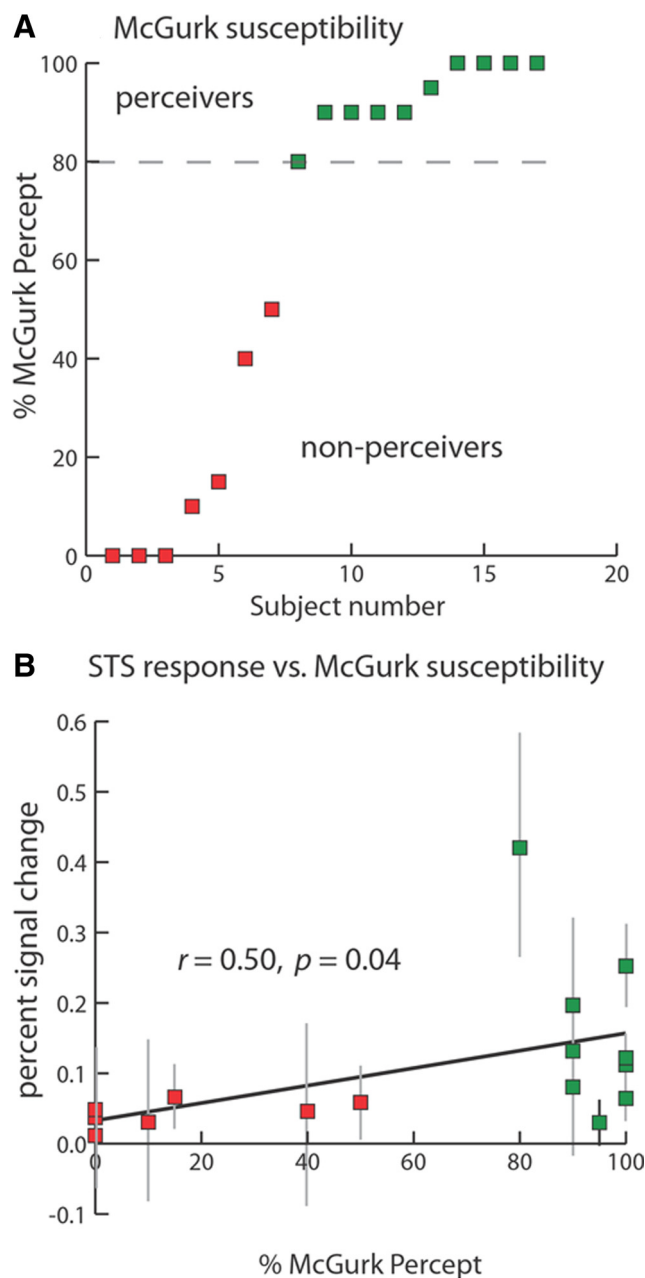 A
McGurk susceptibility
100
perceivers
80
60
40
non-perceivers
20
0
0 5 10 15 20
% McGurk Percept
Subject number
B
STS response vs. McGurk susceptibility
0.6
0.5
0.4
0.3
r = 0.50, p = 0.04
0.2
0.1
0.0
0 20 40 60 80 100
-0.1
percent signal change
% McGurk Percept